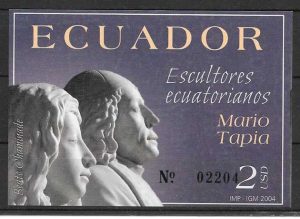 ECUADOR
Escultores
ecuatorianos
Mario
Tapia
Nº 02204
2 USD
IMP. IGM 2004